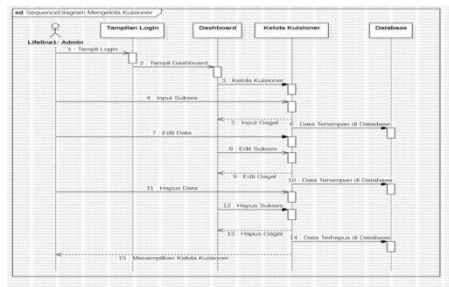 sd SequenceDiagram Mengelola Kuisioner
Tampilan Login
Dashboard
Kelola Kuisioner
Database
Lifeline1: Admin
1 : Tampil Login
2 : Tampil Dashboard
3 : Kelola Kuisioner
4 : Input Sukses
5 : Input Gagal
6 : Data Tersimpan di Database
7 : Edit Data
8 : Edit Sukses
9 : Edit Gagal
10 : Data Tersimpan di Database
11 : Hapus Data
12 : Hapus Sukses
13 : Hapus Gagal
14 : Data Terhapus di Database
15 : Menampilkan Kelola Kuisioner